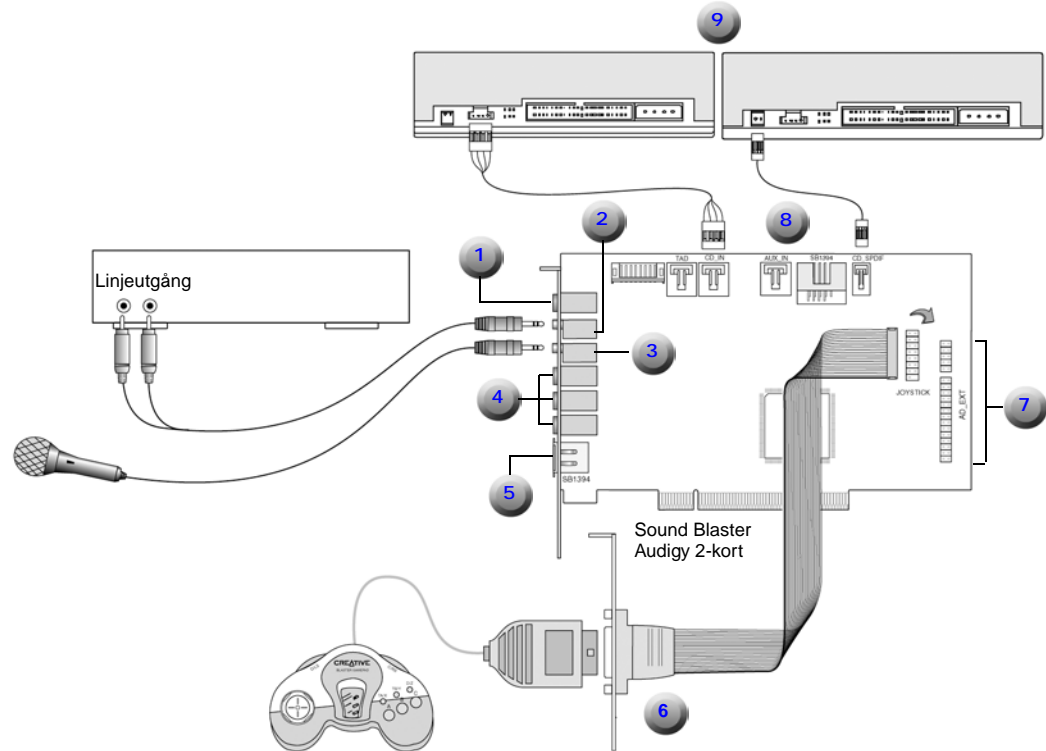 9
2
8
1
TAD
CD_IN
AUX_IN
SB1394
CD_SPDIF
Linjeutgång
3
JOYSTICK
AD_EXT
4
7
5
SB1394
Sound Blaster
Audigy 2-kort
CREATIVE
6